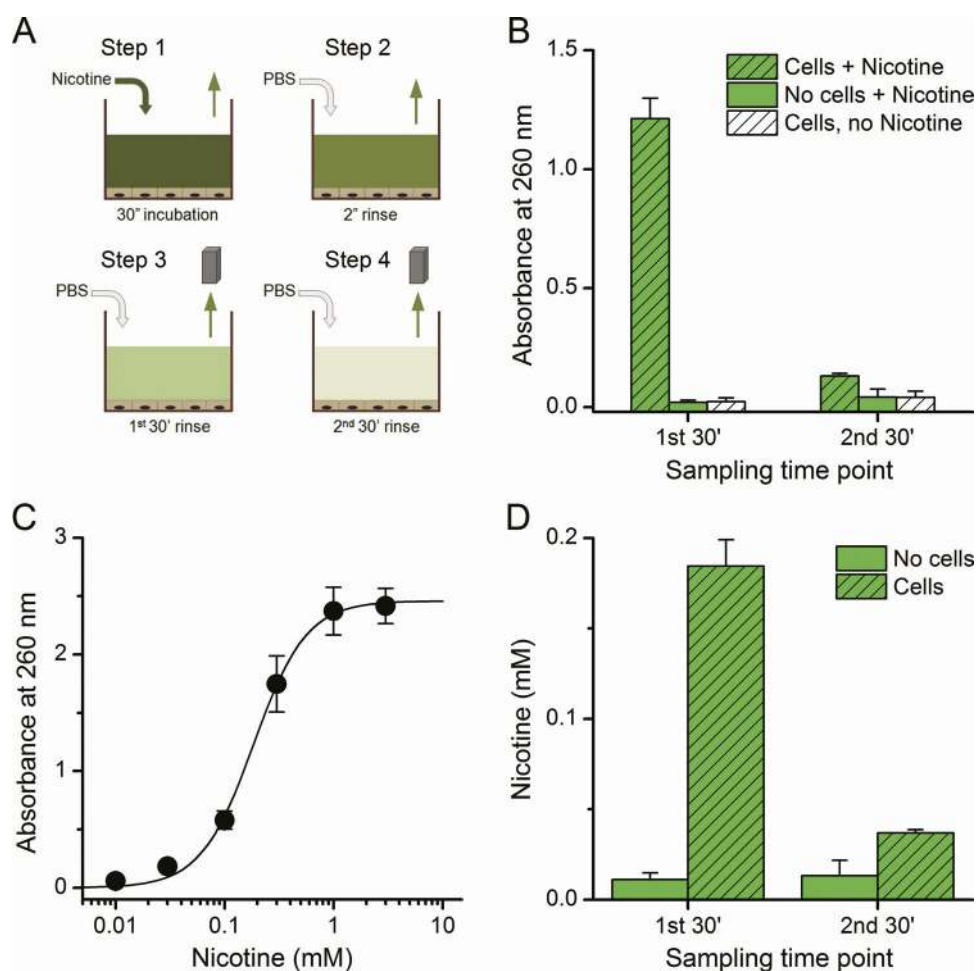 A
Step 1
Nicotine
30" incubation
Step 2
PBS
2" rinse
Step 3
PBS
1st 30' rinse
Step 4
PBS
2nd 30' rinse
B
Absorbance at 260 nm
1.5
1.0
0.5
0.0
Cells + Nicotine
No cells + Nicotine
Cells, no Nicotine
1st 30'
2nd 30'
Sampling time point
C
Absorbance at 260 nm
3
2
1
0
0.01
0.1
1
10
Nicotine (mM)
D
Nicotine (mM)
0.2
0.1
0.0
No cells
Cells
1st 30'
2nd 30'
Sampling time point